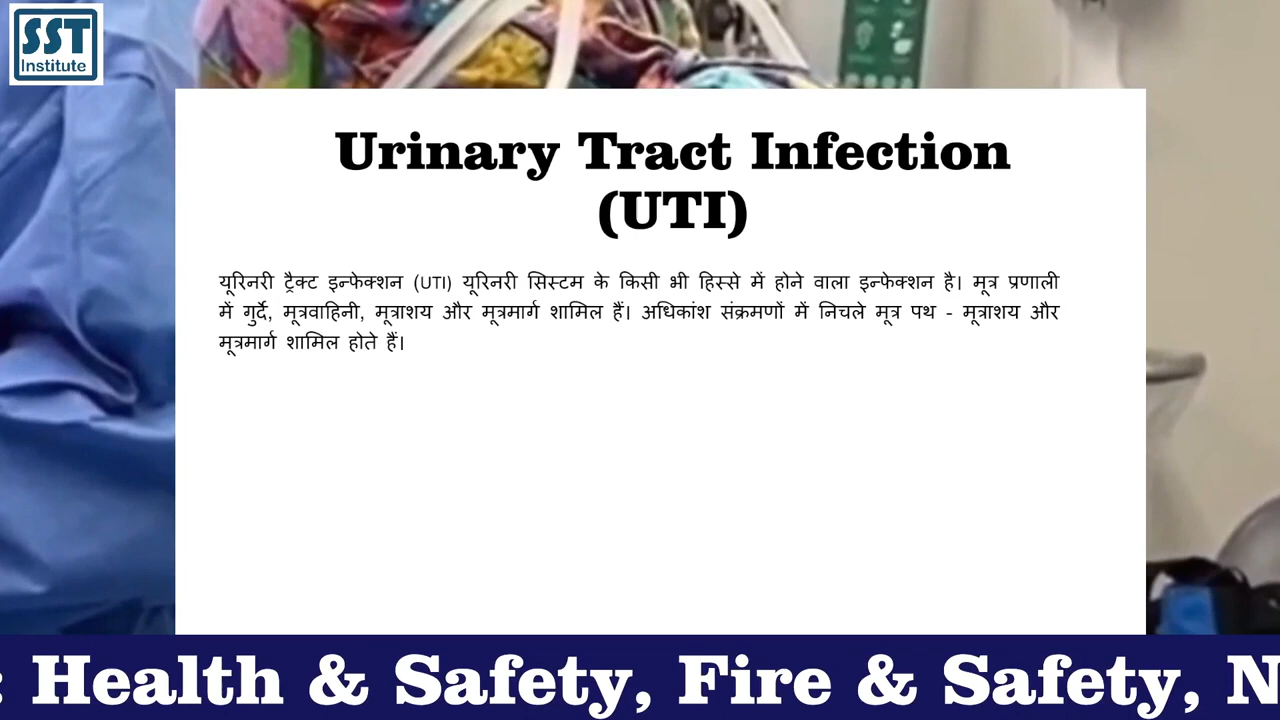 SST
Institute
Urinary Tract Infection
(UTI)
यूरिनरी ट्रैक्ट इन्फेक्शन (UTI) यूरिनरी सिस्टम के किसी भी हिस्से में होने वाला इन्फेक्शन है। मूत्र प्रणाली
में गुर्दे, मूत्रवाहिनी, मूत्राशय और मूत्रमार्ग शामिल हैं। अधिकांश संक्रमणों में निचले मूत्र पथ - मूत्राशय और
मूत्रमार्ग शामिल होते हैं।
: Health & Safety, Fire & Safety, N